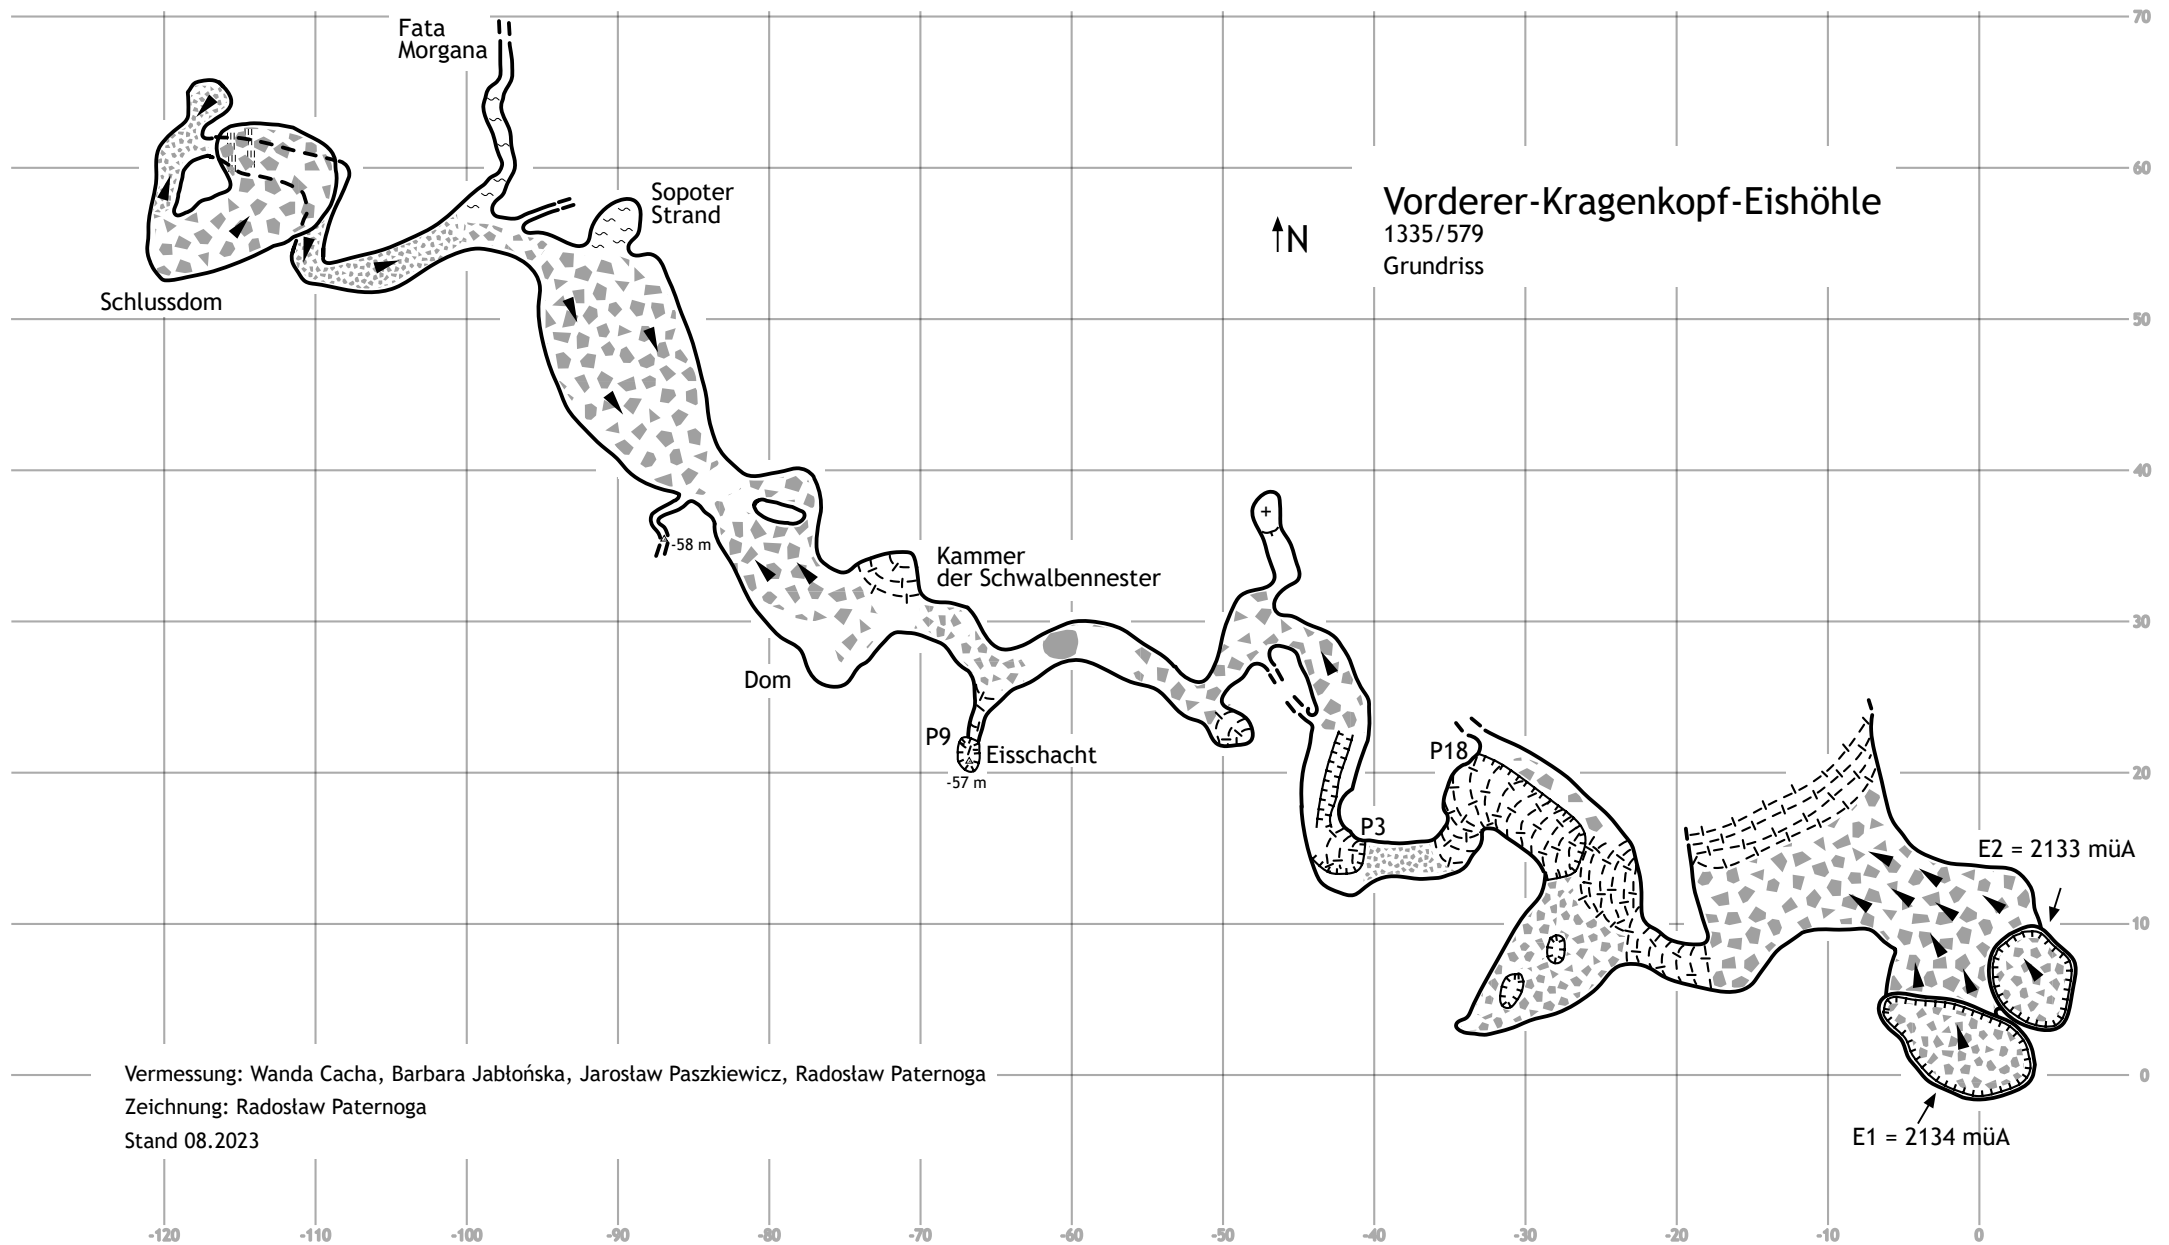 Fata
Morgana
70
Sopoter
Strand
60
Vorderer-Kragenkopf-Eishöhle
1335/579
Grundriss
N
Schlussdom
50
40
-58 m
Kammer
der Schwalbennester
30
Dom
P9
Eisschacht
-57 m
P18
20
P3
E2 = 2133 müA
10
0
Vermessung: Wanda Cacha, Barbara Jabłońska, Jarosław Paszkiewicz, Radosław Paternoga
Zeichnung: Radosław Paternoga
Stand 08.2023
E1 = 2134 müA
-120 -110 -100 -90 -80 -70 -60 -50 -40 -30 -20 -10 0